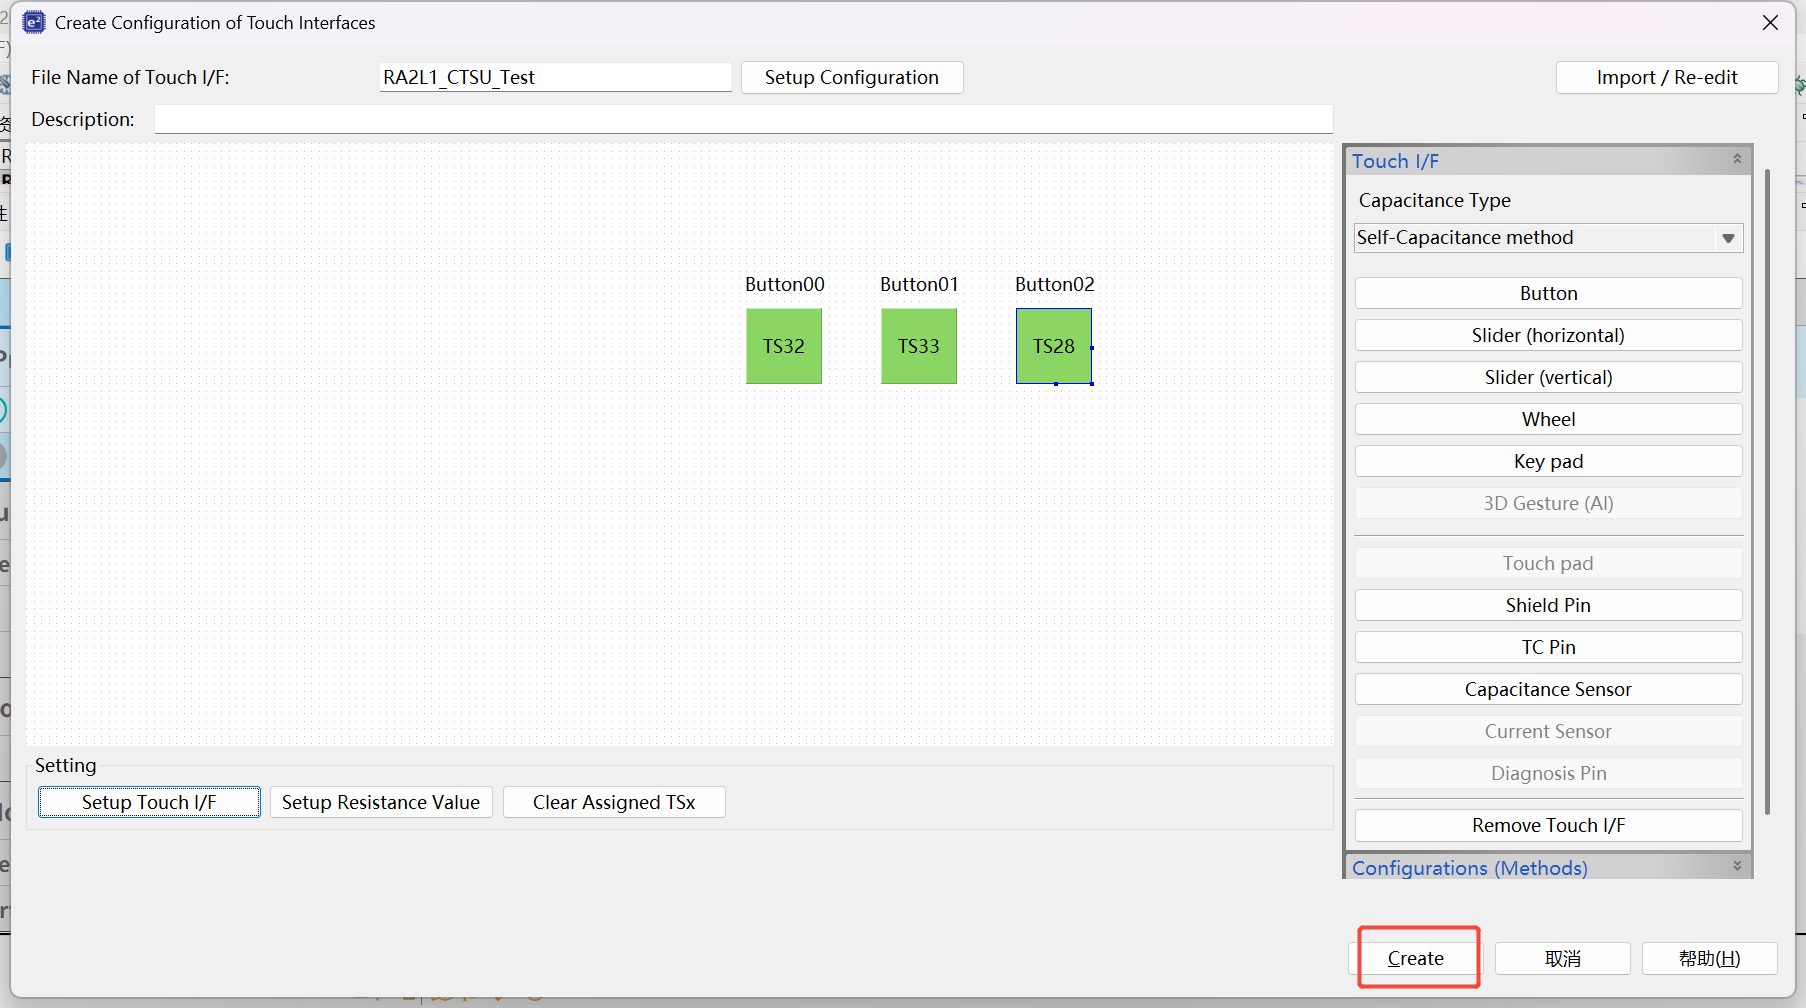 Create Configuration of Touch Interfaces
File Name of Touch I/F: RA2L1_CTSU_Test Setup Configuration Import / Re-edit
Description:
Button00 Button01 Button02
TS32 TS33 TS28
Touch I/F
Capacitance Type
Self-Capacitance method
Button
Slider (horizontal)
Slider (vertical)
Wheel
Key pad
3D Gesture (AI)
Touch pad
Shield Pin
TC Pin
Capacitance Sensor
Current Sensor
Diagnosis Pin
Remove Touch I/F
Configurations (Methods)
Setting
Setup Touch I/F Setup Resistance Value Clear Assigned TSx
Create 取消 帮助(H)